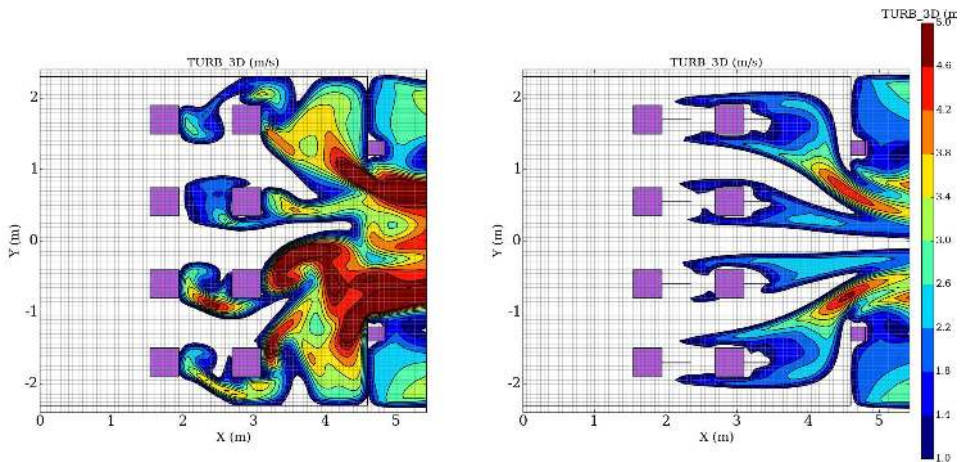 TURB_3D (m
TURB_3D (m/s)
TURB_3D (m/s)
5.0
4.6
4.2
3.8
3.4
3.0
2.6
2.2
1.8
1.4
1.0
2
1
0
-1
-2
Y (m)
0 1 2 3 4 5
X (m)
2
1
0
-1
-2
Y (m)
0 1 2 3 4 5
X (m)